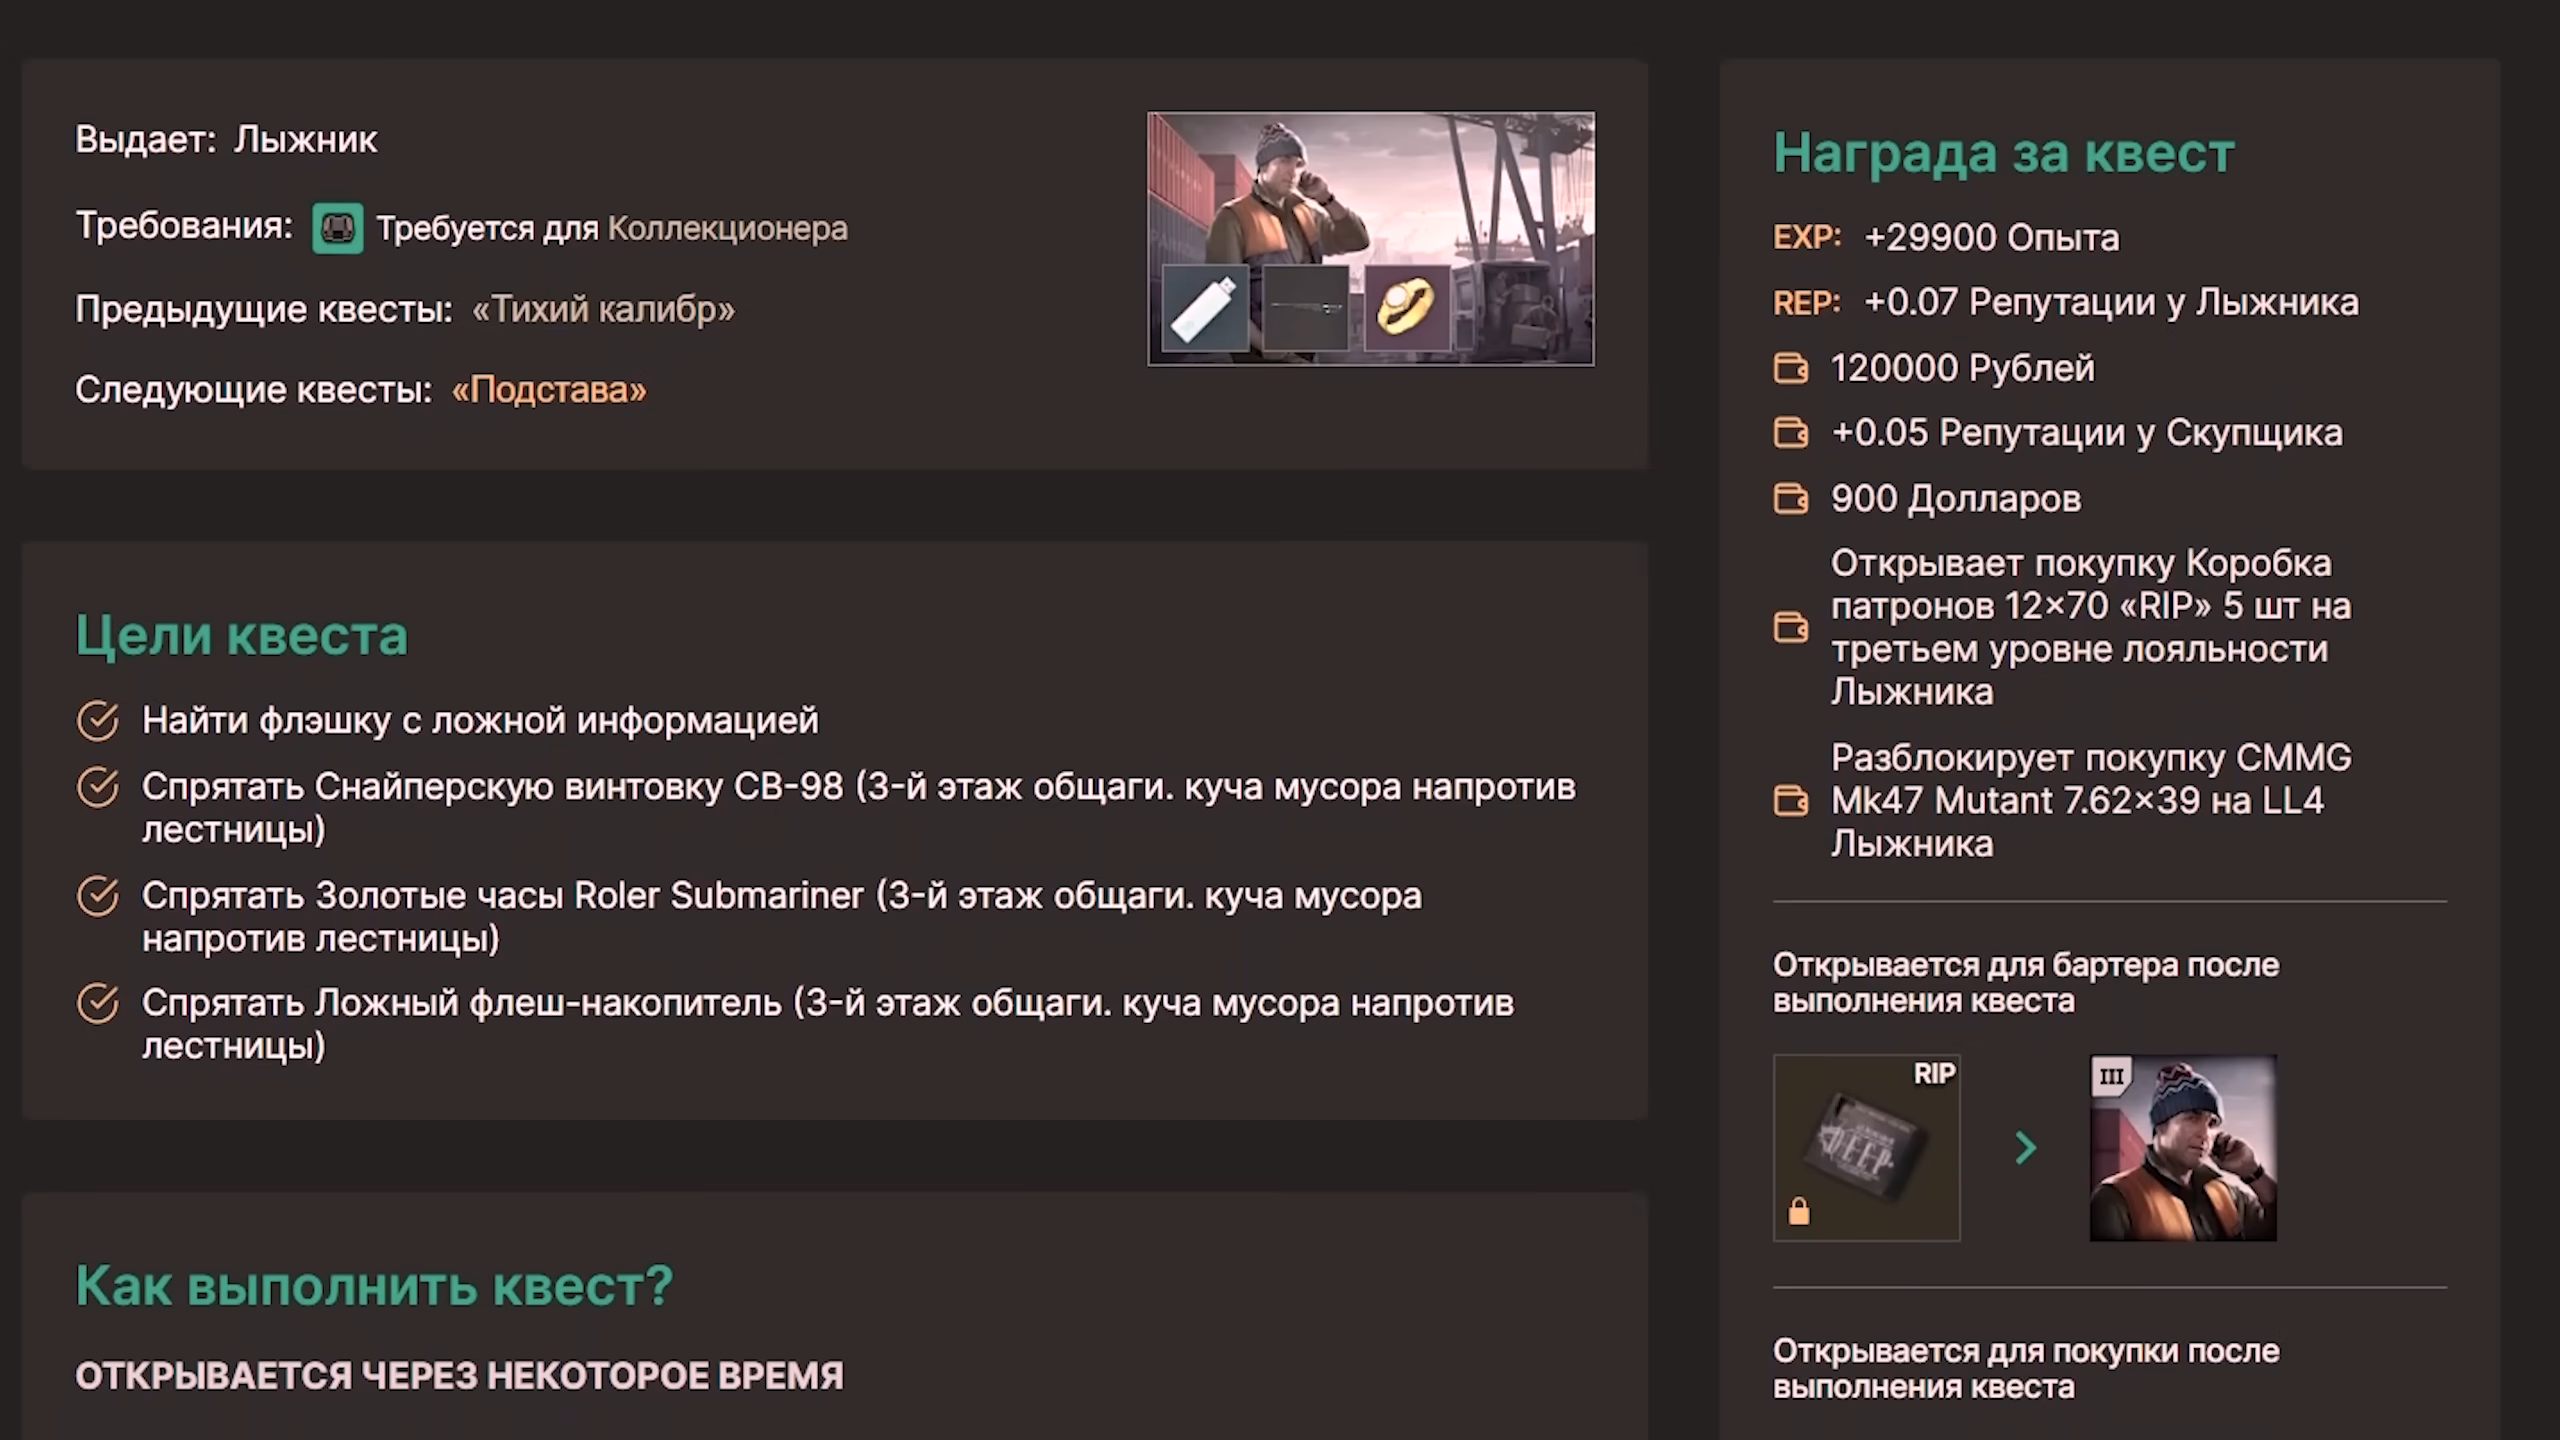 Выдает: Лыжник
Требования: Требуется для Коллекционера
Предыдущие квесты: «Тихий калибр»
Следующие квесты: «Подстава»
Цели квеста
Найти флэшку с ложной информацией
Спрятать Снайперскую винтовку СВ-98 (3-й этаж общаги. куча мусора напротив
лестницы)
Спрятать Золотые часы Roler Submariner (3-й этаж общаги. куча мусора
напротив лестницы)
Спрятать Ложный флеш-накопитель (3-й этаж общаги. куча мусора напротив
лестницы)
Как выполнить квест?
ОТКРЫВАЕТСЯ ЧЕРЕЗ НЕКОТОРОЕ ВРЕМЯ
Награда за квест
EXP: +29900 Опыта
REP: +0.07 Репутации у Лыжника
120000 Рублей
+0.05 Репутации у Скупщика
900 Долларов
Открывает покупку Коробка
патронов 12×70 «RIP» 5 шт на
третьем уровне лояльности
Лыжника
Разблокирует покупку CMMG
Mk47 Mutant 7.62×39 на LL4
Лыжника
Открывается для бартера после
выполнения квеста
RIP
III
Открывается для покупки после
выполнения квеста